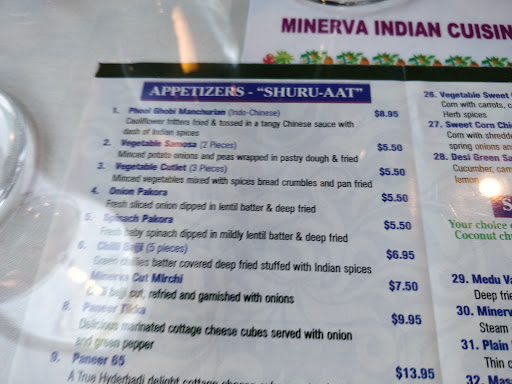 MINERVA INDIAN CUISIN
APPETIZERS - "SHURU-AAT"
1. Phool Ghobi Manchurian (Indo-Chinese) $8.95
Cauliflower fritters fried & tossed in a tangy Chinese sauce with
dash of Indian spices
2. Vegetable Samosa (2 Pieces) $5.50
Minced potato onions and peas wrapped in pastry dough & fried
3. Vegetable Cutlet (3 Pieces) $5.50
Minced vegetables mixed with spices bread crumbles and pan fried
4. Onion Pakora $5.50
Fresh sliced onion dipped in lentil batter & deep fried
5. Spinach Pakora $5.50
Fresh baby spinach dipped in mildly lentil batter & deep fried
6. Chilli Bajji (5 pieces) $6.95
Green chillies batter covered deep fried stuffed with Indian spices
Minerva Cut Mirchi $7.50
bajji cut, refried and garnished with onions
8. Paneer Tikka $9.95
Delicious marinated cottage cheese cubes served with onion
and green pepper
9. Paneer 65 $13.95
A True Hyderbadi delight cottage cheese
26. Vegetable Sweet
Corn with carrots, c
Herb spices
27. Sweet Corn Chi
Corn with shredd
spring onions an
28. Desi Green Sa
Cucumber, carr
lemon
Your choice
Coconut ch
29. Medu Va
Deep frie
30. Minerv
Steam
31. Plain
Thin c
32. Mas